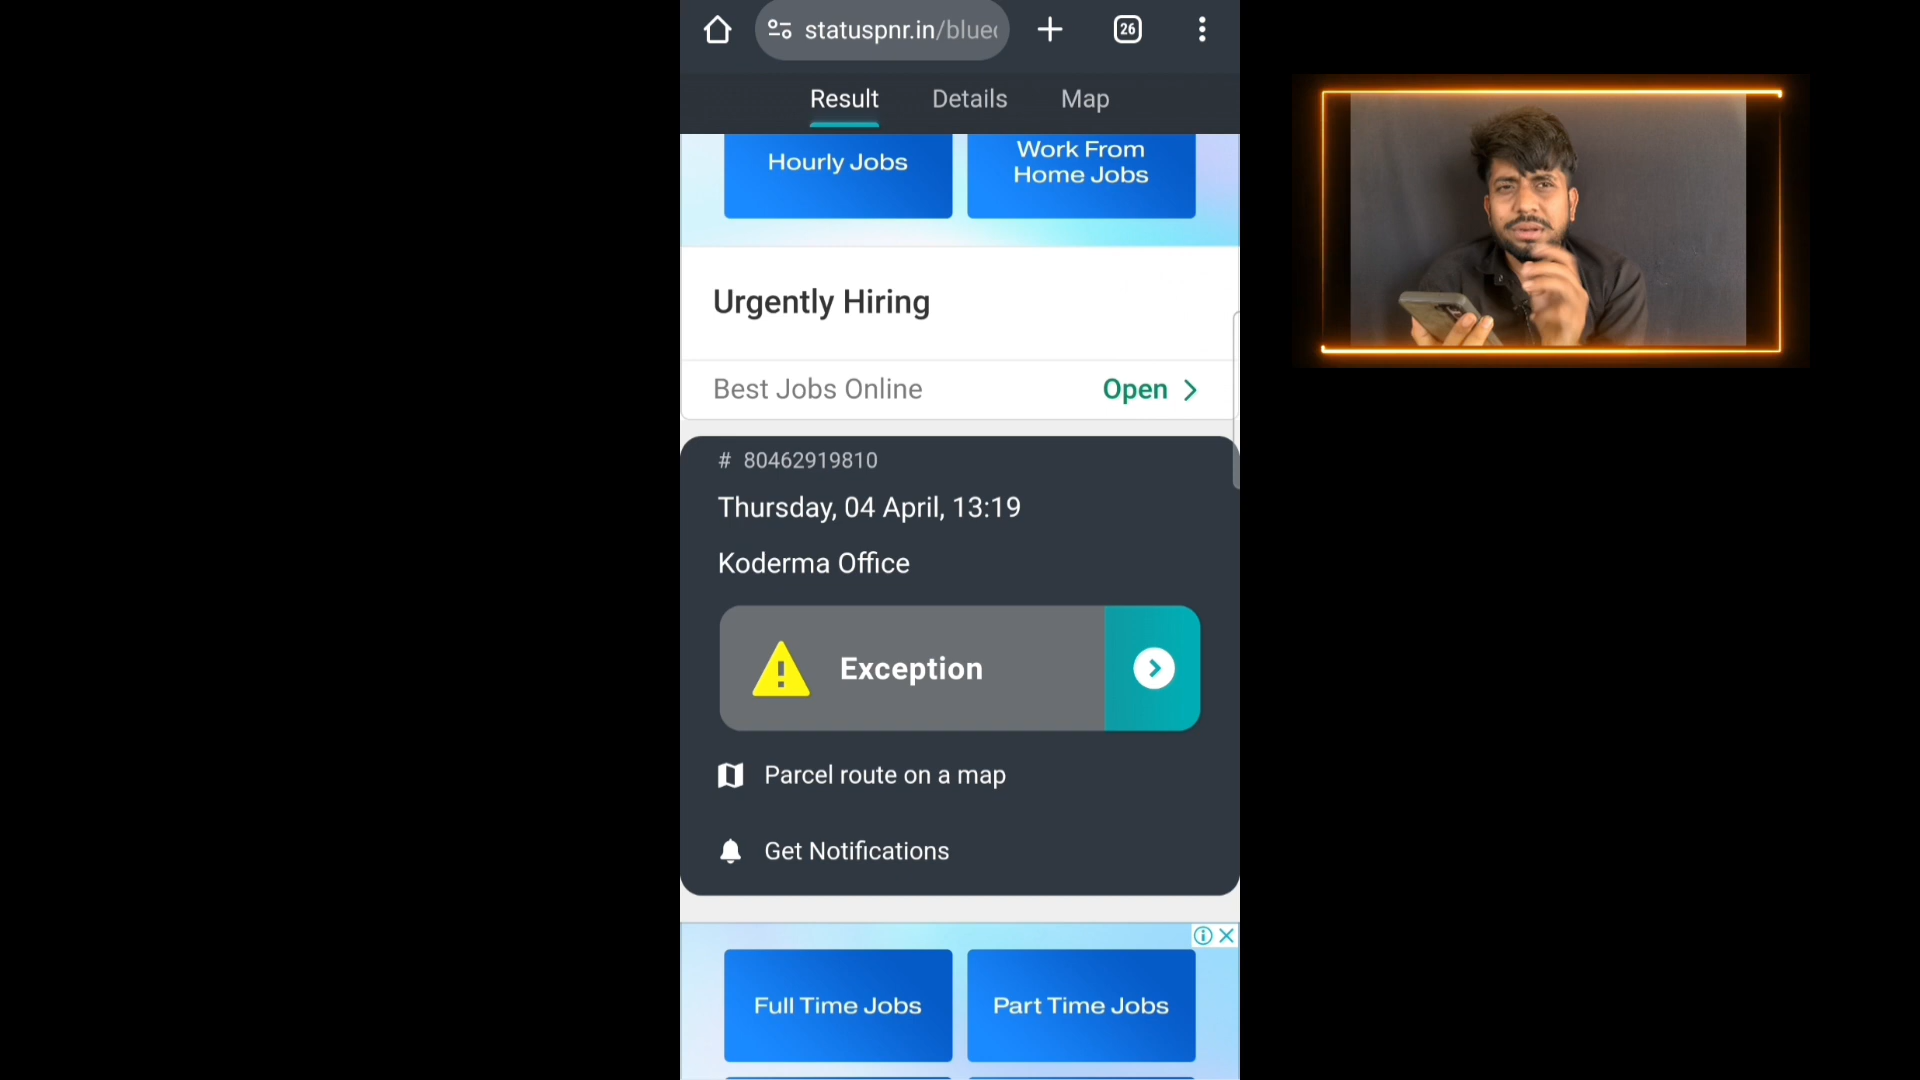 statuspnr.in/blue
26
Result
Details
Map
Hourly Jobs
Work From
Home Jobs
Urgently Hiring
Best Jobs Online
Open
# 80462919810
Thursday, 04 April, 13:19
Koderma Office
Exception
Parcel route on a map
Get Notifications
Full Time Jobs
Part Time Jobs